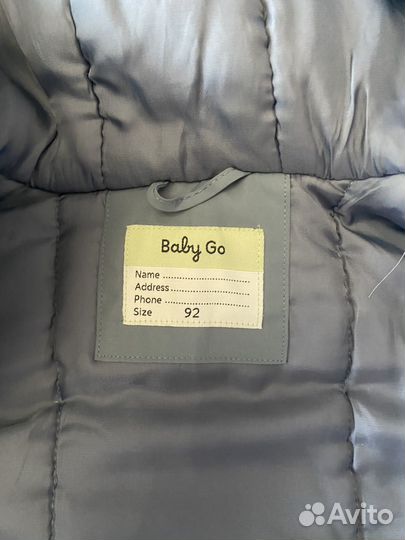 Baby Go
Name ........................
Address .....................
Phone .......................
Size 92
Avito